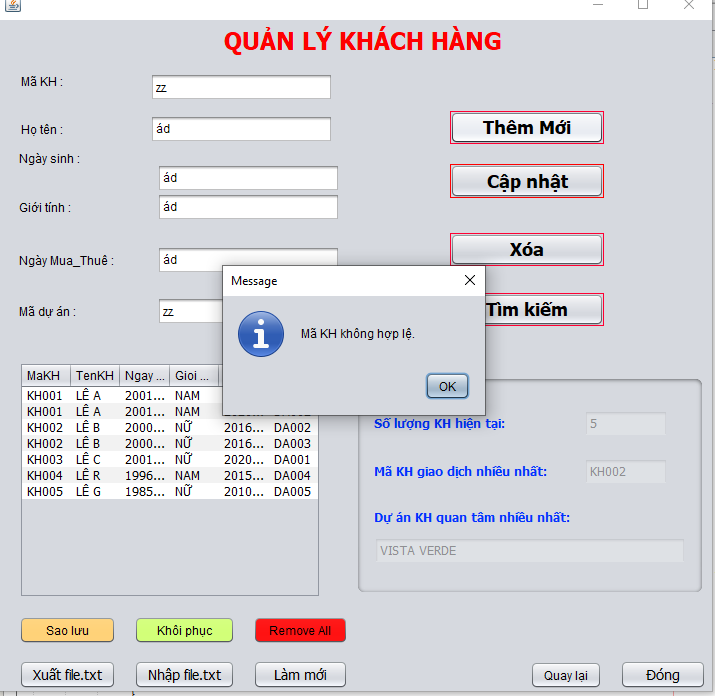 QUẢN LÝ KHÁCH HÀNG
Mã KH :
zz
Họ tên :
ád
Ngày sinh :
ád
Giới tính :
ád
Ngày Mua_Thuê :
ád
Mã dự án :
zz
Thêm Mới
Cập nhật
Xóa
Tìm kiếm
Message
Mã KH không hợp lệ.
OK
MaKH TenKH Ngay ... Gioi ...
KH001 LÊ A 2001... NAM
KH001 LÊ A 2001... NAM
KH002 LÊ B 2000... NỮ 2016... DA002
KH002 LÊ B 2000... NỮ 2016... DA003
KH003 LÊ C 2001... NỮ 2020... DA001
KH004 LÊ R 1996... NAM 2015... DA004
KH005 LÊ G 1985... NỮ 2010... DA005
Số lượng KH hiện tại:
5
Mã KH giao dịch nhiều nhất:
KH002
Dự án KH quan tâm nhiều nhất:
VISTA VERDE
Sao lưu
Khôi phục
Remove All
Xuất file.txt
Nhập file.txt
Làm mới
Quay lại
Đóng